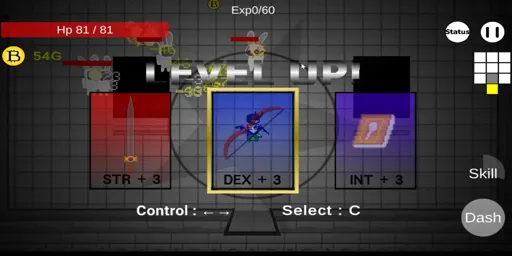 Exp0/60
Hp 81 / 81
Status
B
54G
LEVEL UP!
STR + 3
DEX + 3
INT + 3
Control : ←→
Select : C
Skill
Dash